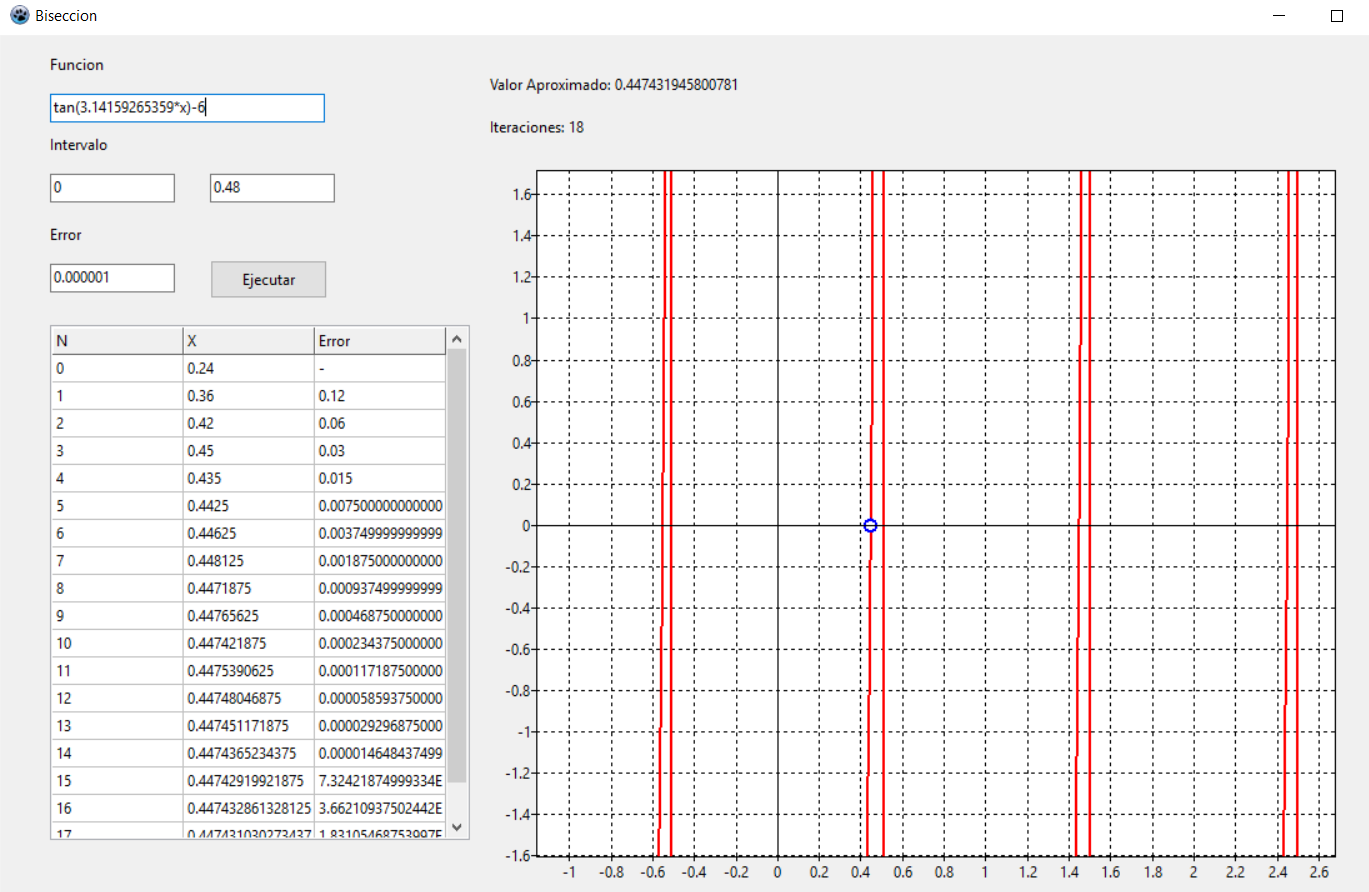 Biseccion
Funcion
tan(3.14159265359*x)-6
Intervalo
0 0.48
Error
0.000001 Ejecutar
N X Error
0 0.24 -
1 0.36 0.12
2 0.42 0.06
3 0.45 0.03
4 0.435 0.015
5 0.4425 0.007500000000000
6 0.44625 0.003749999999999
7 0.448125 0.001875000000000
8 0.4471875 0.000937499999999
9 0.44765625 0.000468750000000
10 0.447421875 0.000234375000000
11 0.4475390625 0.000117187500000
12 0.44748046875 0.000058593750000
13 0.447451171875 0.000029296875000
14 0.4474365234375 0.000014648437499
15 0.44742919921875 7.32421874999334E
16 0.447432861328125 3.66210937502442E
17 0.447431030273437 1.83105468753997E
Valor Aproximado: 0.447431945800781
Iteraciones: 18
1.6
1.4
1.2
1
0.8
0.6
0.4
0.2
0
-0.2
-0.4
-0.6
-0.8
-1
-1.2
-1.4
-1.6
-1 -0.8 -0.6 -0.4 -0.2 0 0.2 0.4 0.6 0.8 1 1.2 1.4 1.6 1.8 2 2.2 2.4 2.6